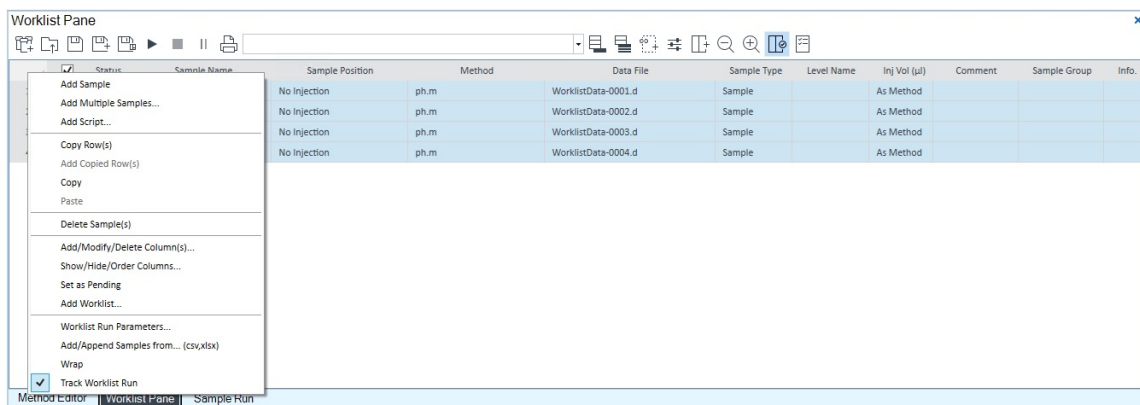 Worklist Pane
Status Sample Name Sample Position Method Data File Sample Type Level Name Inj Vol (µl) Comment Sample Group Info.
No Injection ph.m WorklistData-0001.d Sample As Method
No Injection ph.m WorklistData-0002.d Sample As Method
No Injection ph.m WorklistData-0003.d Sample As Method
No Injection ph.m WorklistData-0004.d Sample As Method
Add Sample
Add Multiple Samples...
Add Script...
Copy Row(s)
Add Copied Row(s)
Copy
Paste
Delete Sample(s)
Add/Modify/Delete Column(s)...
Show/Hide/Order Columns...
Set as Pending
Add Worklist...
Worklist Run Parameters...
Add/Append Samples from... (csv,xlsx)
Wrap
Track Worklist Run
Method Editor Worklist Pane Sample Run